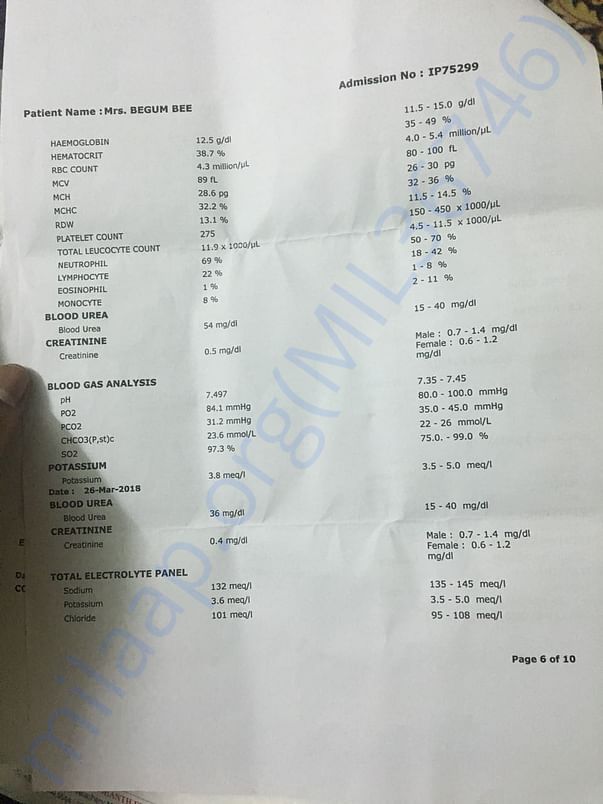 Admission No : IP75299
Patient Name : Mrs. BEGUM BEE
HAEMOGLOBIN 12.5 g/dl 11.5 - 15.0 g/dl
HEMATOCRIT 38.7 % 35 - 49 %
RBC COUNT 4.3 million/µL 4.0 - 5.4 million/µL
MCV 89 fL 80 - 100 fL
MCH 28.6 pg 26 - 30 pg
MCHC 32.2 % 32 - 36 %
RDW 13.1 % 11.5 - 14.5 %
PLATELET COUNT 275 150 - 450 x 1000/µL
TOTAL LEUCOCYTE COUNT 11.9 x 1000/µL 4.5 - 11.5 x 1000/µL
NEUTROPHIL 69 % 50 - 70 %
LYMPHOCYTE 22 % 18 - 42 %
EOSINOPHIL 1 % 1 - 8 %
MONOCYTE 8 % 2 - 11 %
BLOOD UREA
Blood Urea 54 mg/dl 15 - 40 mg/dl
CREATININE
Creatinine 0.5 mg/dl Male : 0.7 - 1.4 mg/dl
Female : 0.6 - 1.2
mg/dl
BLOOD GAS ANALYSIS
pH 7.497 7.35 - 7.45
PO2 84.1 mmHg 80.0 - 100.0 mmHg
PCO2 31.2 mmHg 35.0 - 45.0 mmHg
CHCO3(P,st)c 23.6 mmol/L 22 - 26 mmol/L
SO2 97.3 % 75.0. - 99.0 %
POTASSIUM
Potassium 3.8 meq/l 3.5 - 5.0 meq/l
Date : 26-Mar-2018
BLOOD UREA
Blood Urea 36 mg/dl 15 - 40 mg/dl
CREATININE
Creatinine 0.4 mg/dl Male : 0.7 - 1.4 mg/dl
Female : 0.6 - 1.2
mg/dl
TOTAL ELECTROLYTE PANEL
Sodium 132 meq/l 135 - 145 meq/l
Potassium 3.6 meq/l 3.5 - 5.0 meq/l
Chloride 101 meq/l 95 - 108 meq/l
Page 6 of 10